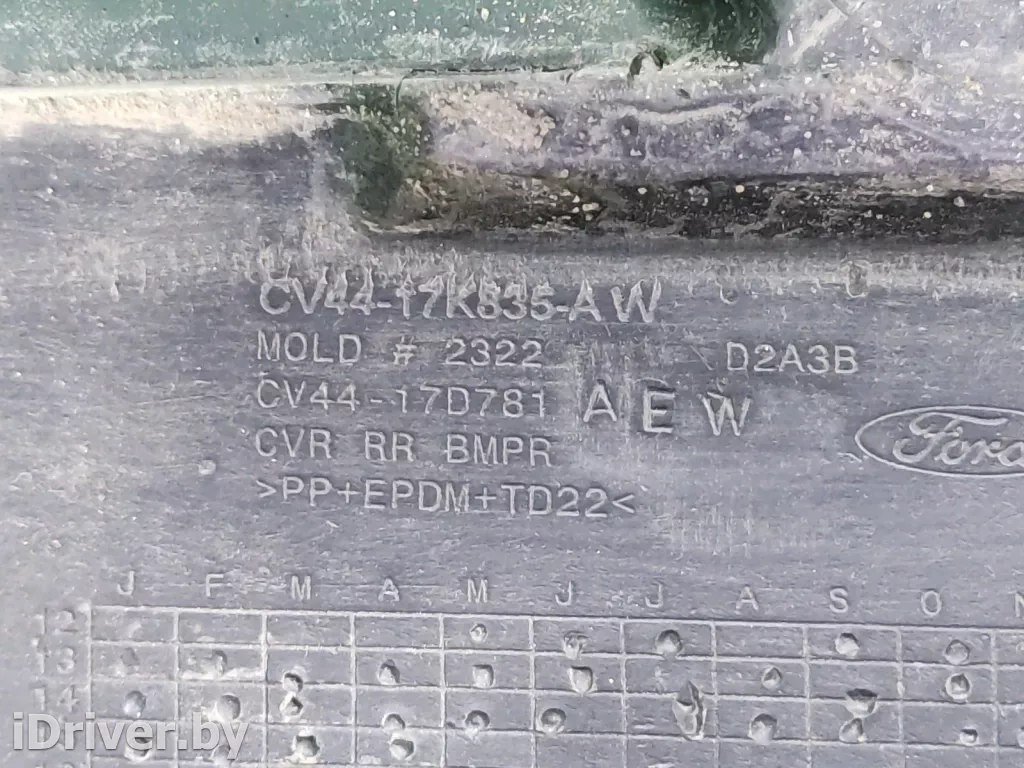 CV44-17K835-AW
MOLD # 2322 D2A3B
CV44-17D781 AEW
CVR RR BMPR
Ford
>PP+EPDM+TD22<
J F M A M J J A S O N
12
13
14
iDriver.by